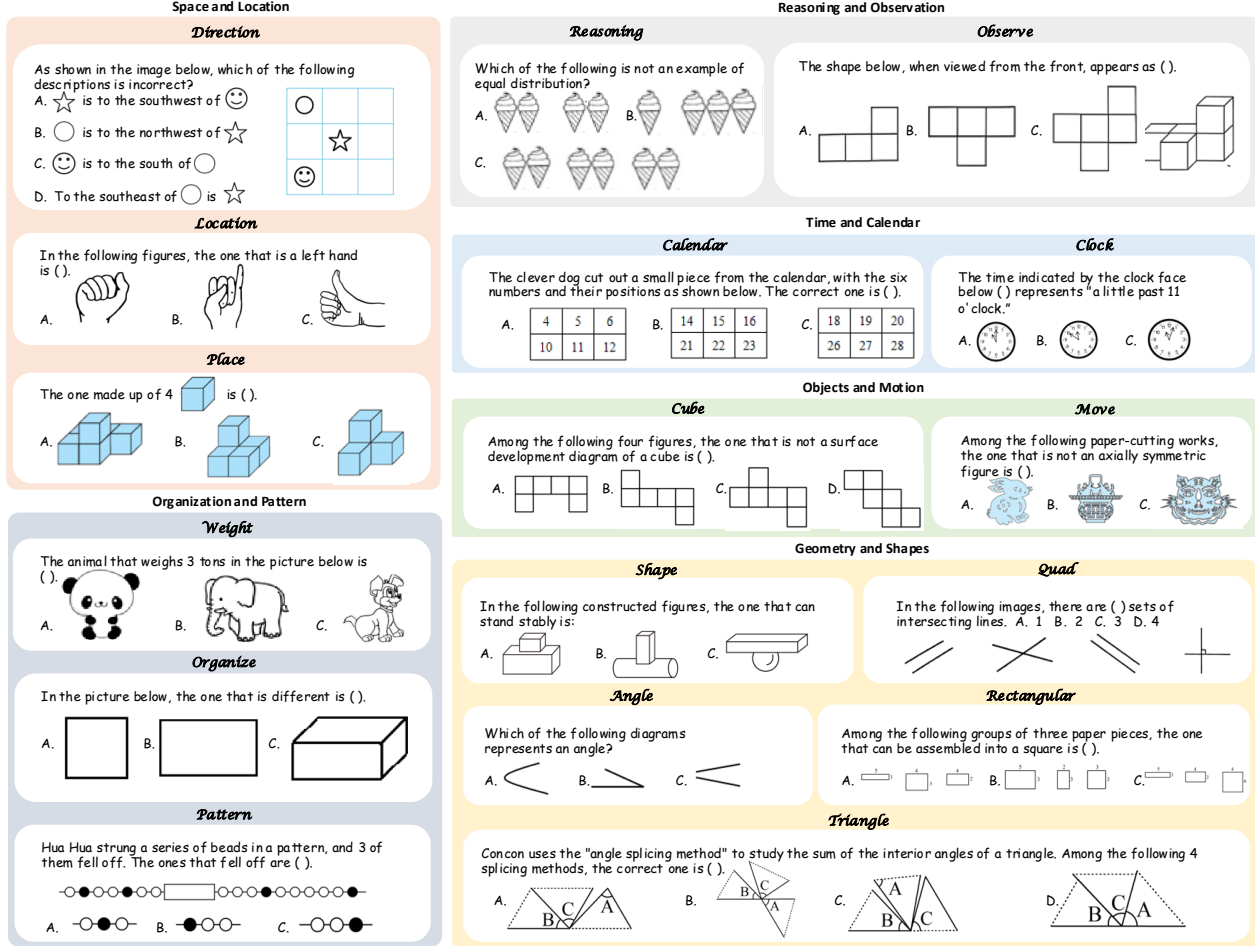 Space and Location
Direction
As shown in the image below, which of the following
descriptions is incorrect?
A. is to the southwest of
B. is to the northwest of
C. is to the south of
D. To the southeast of is
Location
In the following figures, the one that is a left hand
is ( ).
A. B. C.
Place
The one made up of 4 is ( ).
A. B. C.
Organization and Pattern
Weight
The animal that weighs 3 tons in the picture below is
( ).
A. B. C.
Organize
In the picture below, the one that is different is ( ).
A. B. C.
Pattern
Hua Hua strung a series of beads in a pattern, and 3 of
them fell off. The ones that fell off are ( ).
A. B. C.
Reasoning and Observation
Reasoning
Which of the following is not an example of
equal distribution?
A. B.
C.
Observe
The shape below, when viewed from the front, appears as ( ).
A. B. C.
Time and Calendar
Calendar
The clever dog cut out a small piece from the calendar, with the six
numbers and their positions as shown below. The correct one is ( ).
A. B. C.
4 5 6
10 11 12
14 15 16
21 22 23
18 19 20
26 27 28
Clock
The time indicated by the clock face
below ( ) represents "a little past 11
o'clock."
A. B. C.
Objects and Motion
Cube
Among the following four figures, the one that is not a surface
development diagram of a cube is ( ).
A. B. C. D.
Move
Among the following paper-cutting works,
the one that is not an axially symmetric
figure is ( ).
A. B. C.
Geometry and Shapes
Shape
In the following constructed figures, the one that can
stand stably is:
A. B. C.
Quad
In the following images, there are ( ) sets of
intersecting lines. A. 1 B. 2 C. 3 D. 4
Angle
Which of the following diagrams
represents an angle?
A. B. C.
Rectangular
Among the following groups of three paper pieces, the one
that can be assembled into a square is ( ).
A. B. C.
Triangle
Concon uses the "angle splicing method" to study the sum of the interior angles of a triangle. Among the following 4
splicing methods, the correct one is ( ).
A. B C A
B. B C A
C. A B C
D. B C A